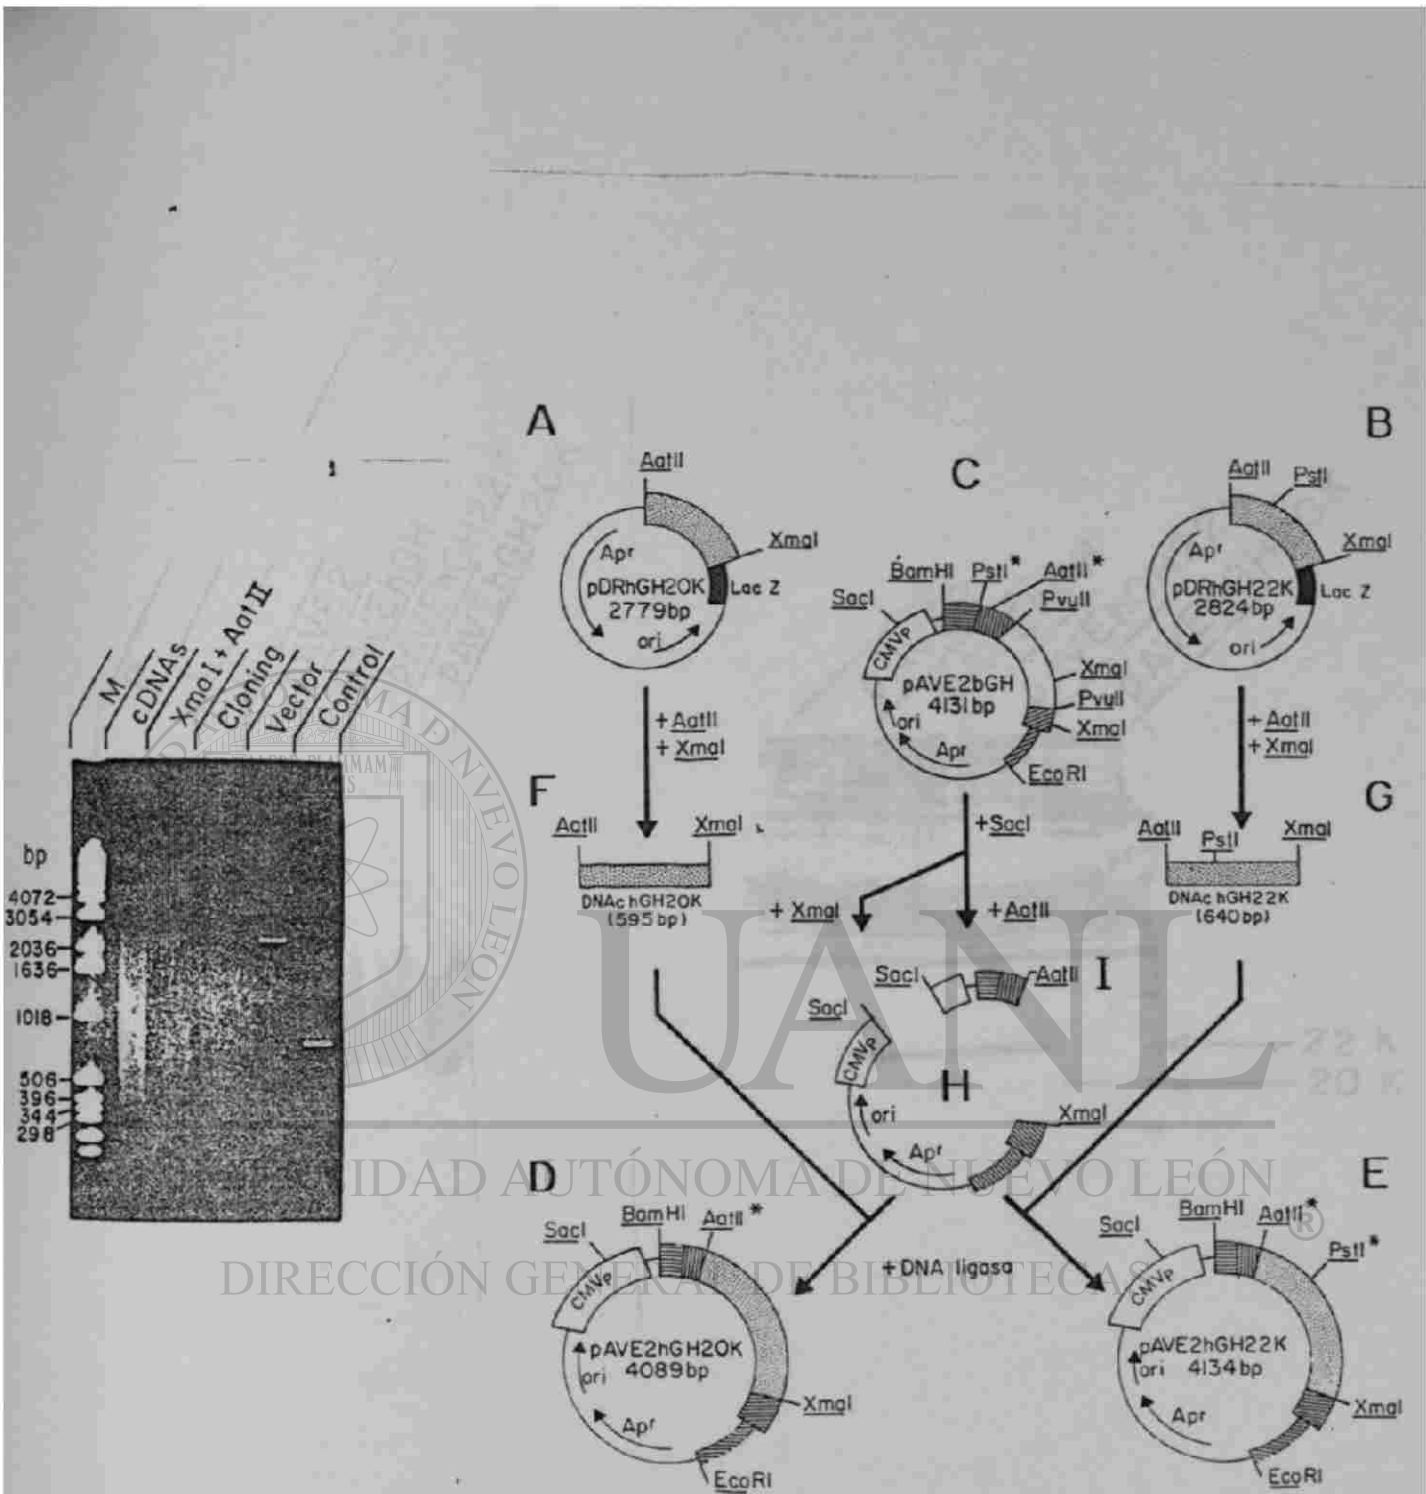 A
B
C
AatII
XmaI
Apr
pDRhGH20K
2779bp
ori
Lac Z
AatII
PstI
XmaI
Apr
pDRhGH22K
2824bp
ori
Lac Z
SacI
BamHI
PstI*
AatII*
PvuII
CMVp
pAVE2bGH
4131bp
XmaI
PvuII
XmaI
ori
Apr
EcoRI
+ AatII
+ XmaI
+ AatII
+ XmaI
M
cDNAs
XmaI + AatII
Cloning
Vector
Control
bp
4072
3054
2036
1636
1018
506
396
344
298
F
AatII
XmaI
DNAc hGH20K
(595bp)
+SacI
+ XmaI
+ AatII
G
AatII
PstI
XmaI
DNAc hGH22K
(640bp)
SacI
AatII
I
SacI
CMVp
H
ori
Apr
XmaI
22 K
20 K
UANL
UNIVERSIDAD AUTÓNOMA DE NUEVO LEÓN
®
DIRECCIÓN GENERAL DE BIBLIOTECAS
D
SacI
BamHI
AatII*
CMVp
pAVE2hGH20K
4089bp
ori
Apr
XmaI
EcoRI
+ DNA ligasa
E
SacI
BamHI
AatII*
PstI*
CMVp
pAVE2hGH22K
4134bp
ori
Apr
XmaI
EcoRI